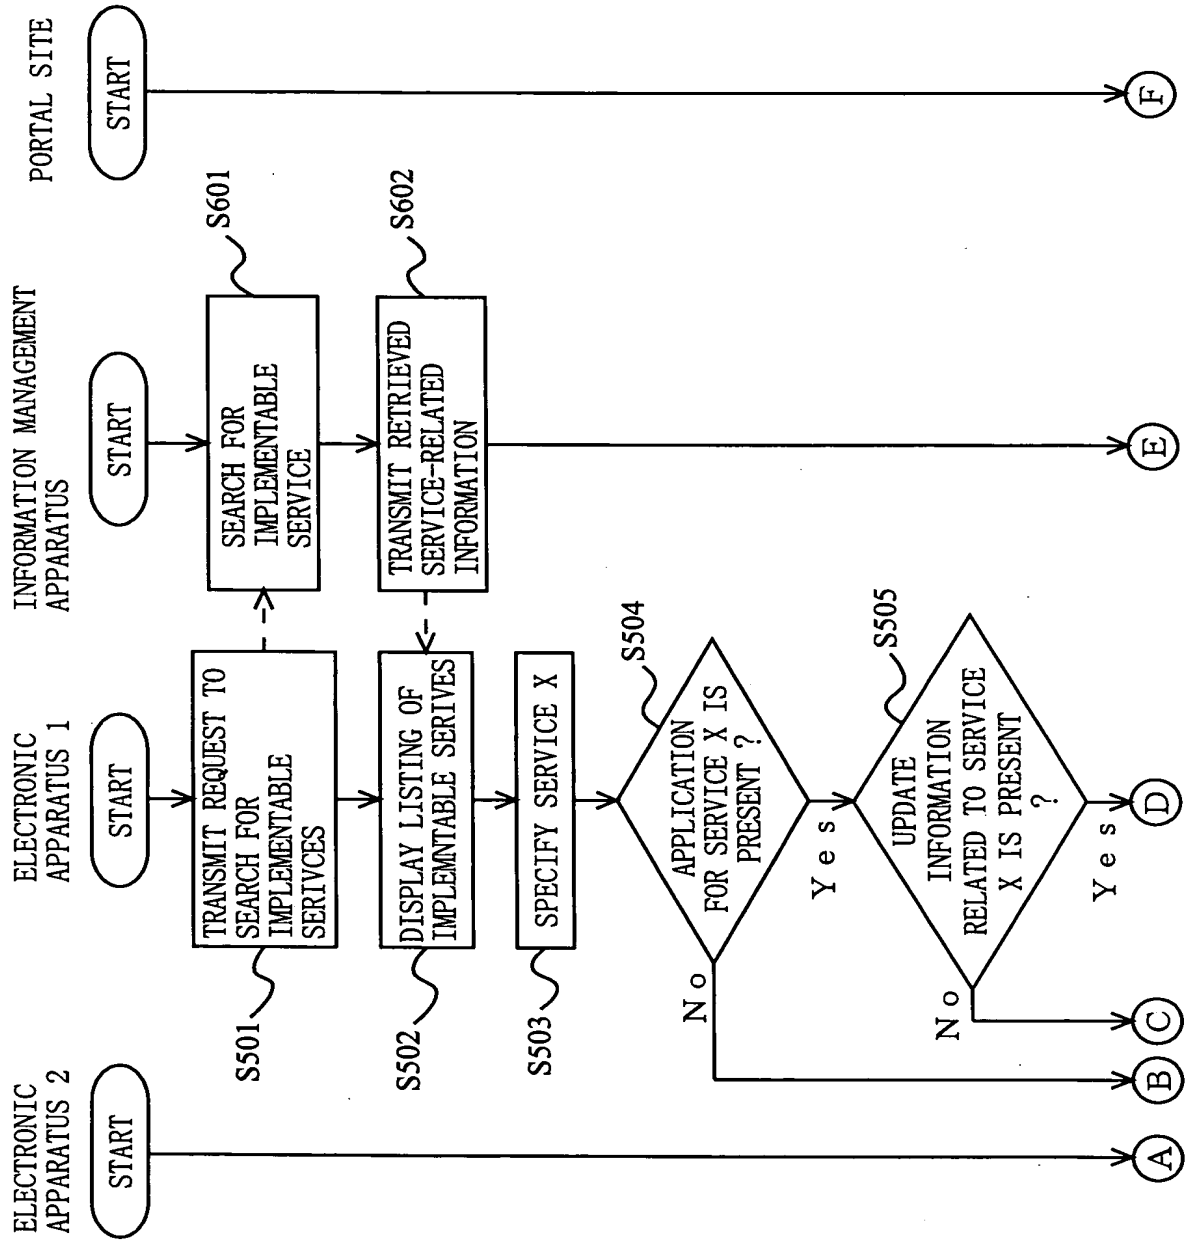 ELECTRONIC
APPARATUS 2
START
A
ELECTRONIC
APPARATUS 1
START
TRANSMIT REQUEST TO
SEARCH FOR
IMPLEMENTABLE
SERIVCES
S501
DISPLAY LISTING OF
IMPLEMNTABLE SERIVES
S502
SPECIFY SERVICE X
S503
APPLICATION
FOR SERVICE X IS
PRESENT ?
S504
No
B
Yes
UPDATE
INFORMATION
RELATED TO SERVICE
X IS PRESENT
?
S505
No
C
Yes
D
INFORMATION MANAGEMENT
APPARATUS
START
SEARCH FOR
IMPLEMENTABLE
SERVICE
S601
TRANSMIT RETRIEVED
SERVICE-RELATED
INFORMATION
S602
E
PORTAL SITE
START
F